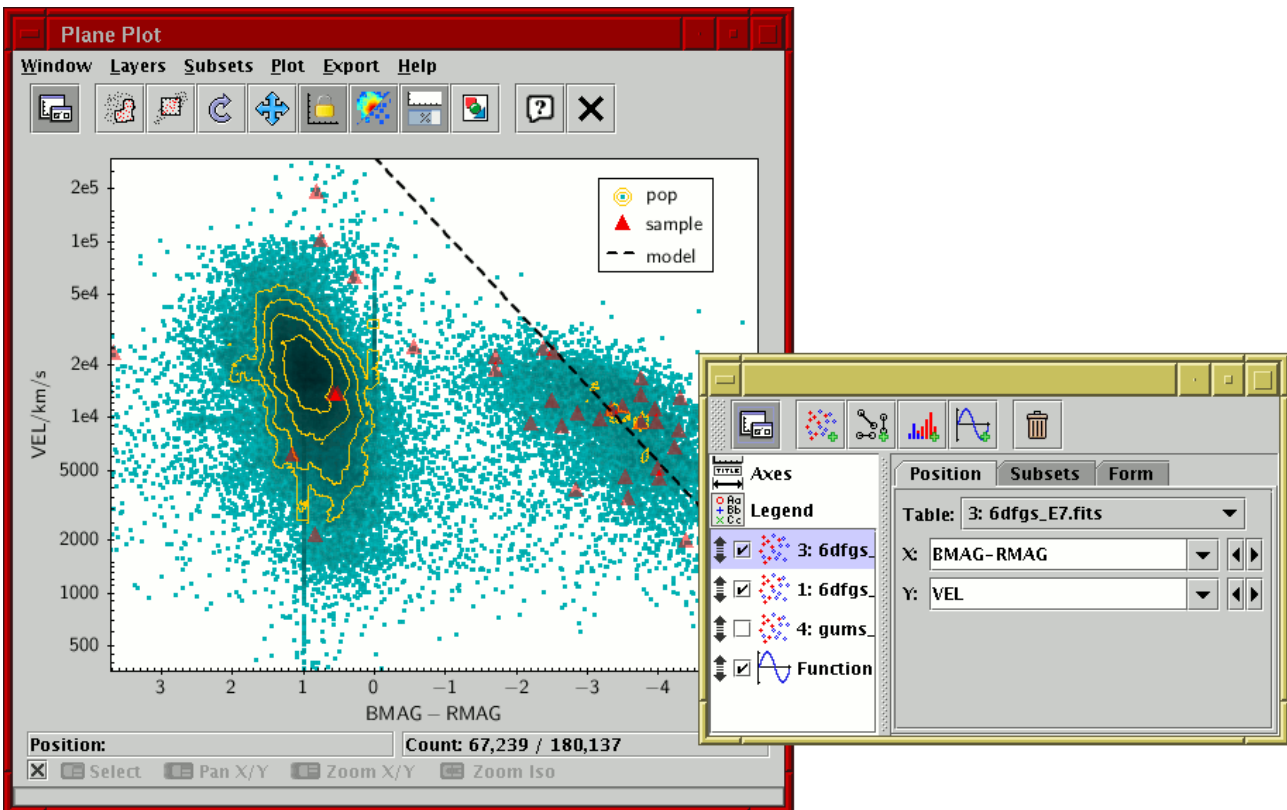 Plane Plot
Window Layers Subsets Plot Export Help
2e5
1e5
5e4
2e4
1e4
5000
2000
1000
500
VEL/km/s
pop
sample
model
3 2 1 0 −1 −2 −3 −4
BMAG − RMAG
Position:
Count: 67,239 / 180,137
Select Pan X/Y Zoom X/Y Zoom Iso
TITLE
Axes
Aa
Bb
Cc
Legend
3: 6dfgs_
1: 6dfgs_
4: gums_
Function
Position Subsets Form
Table: 3: 6dfgs_E7.fits
X: BMAG-RMAG
Y: VEL